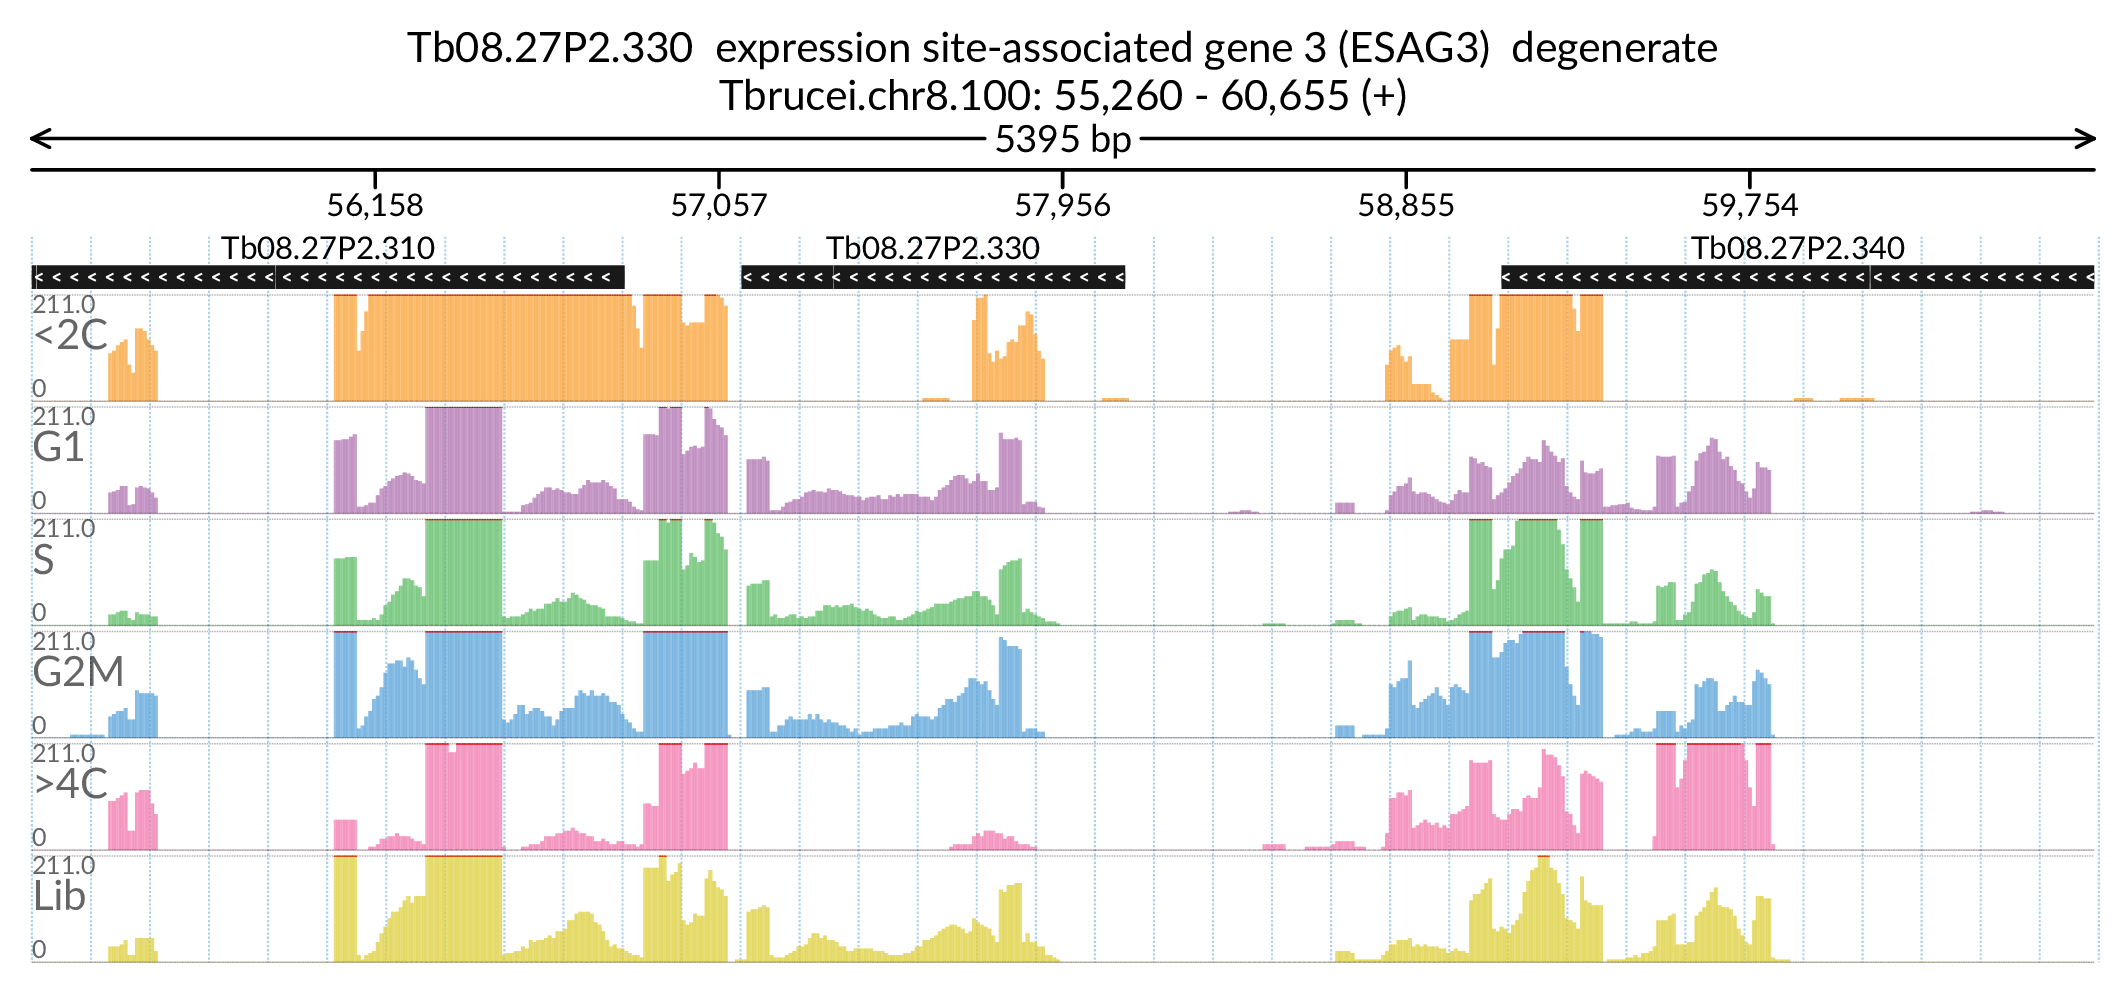 Tb08.27P2.330  expression site-associated gene 3 (ESAG3)  degenerate
Tbrucei.chr8.100: 55,260 - 60,655 (+)
5395 bp
56,158 57,057 57,956 58,855 59,754
Tb08.27P2.310 Tb08.27P2.330 Tb08.27P2.340
211.0
<2C
0
211.0
G1
0
211.0
S
0
211.0
G2M
0
211.0
>4C
0
211.0
Lib
0